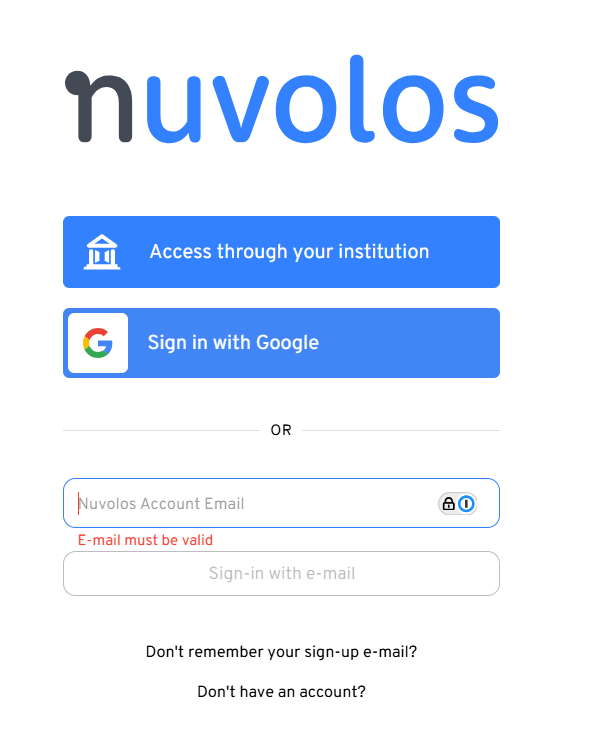 nuvolos
Access through your institution
Sign in with Google
OR
Nuvolos Account Email
E-mail must be valid
Sign-in with e-mail
Don't remember your sign-up e-mail?
Don't have an account?